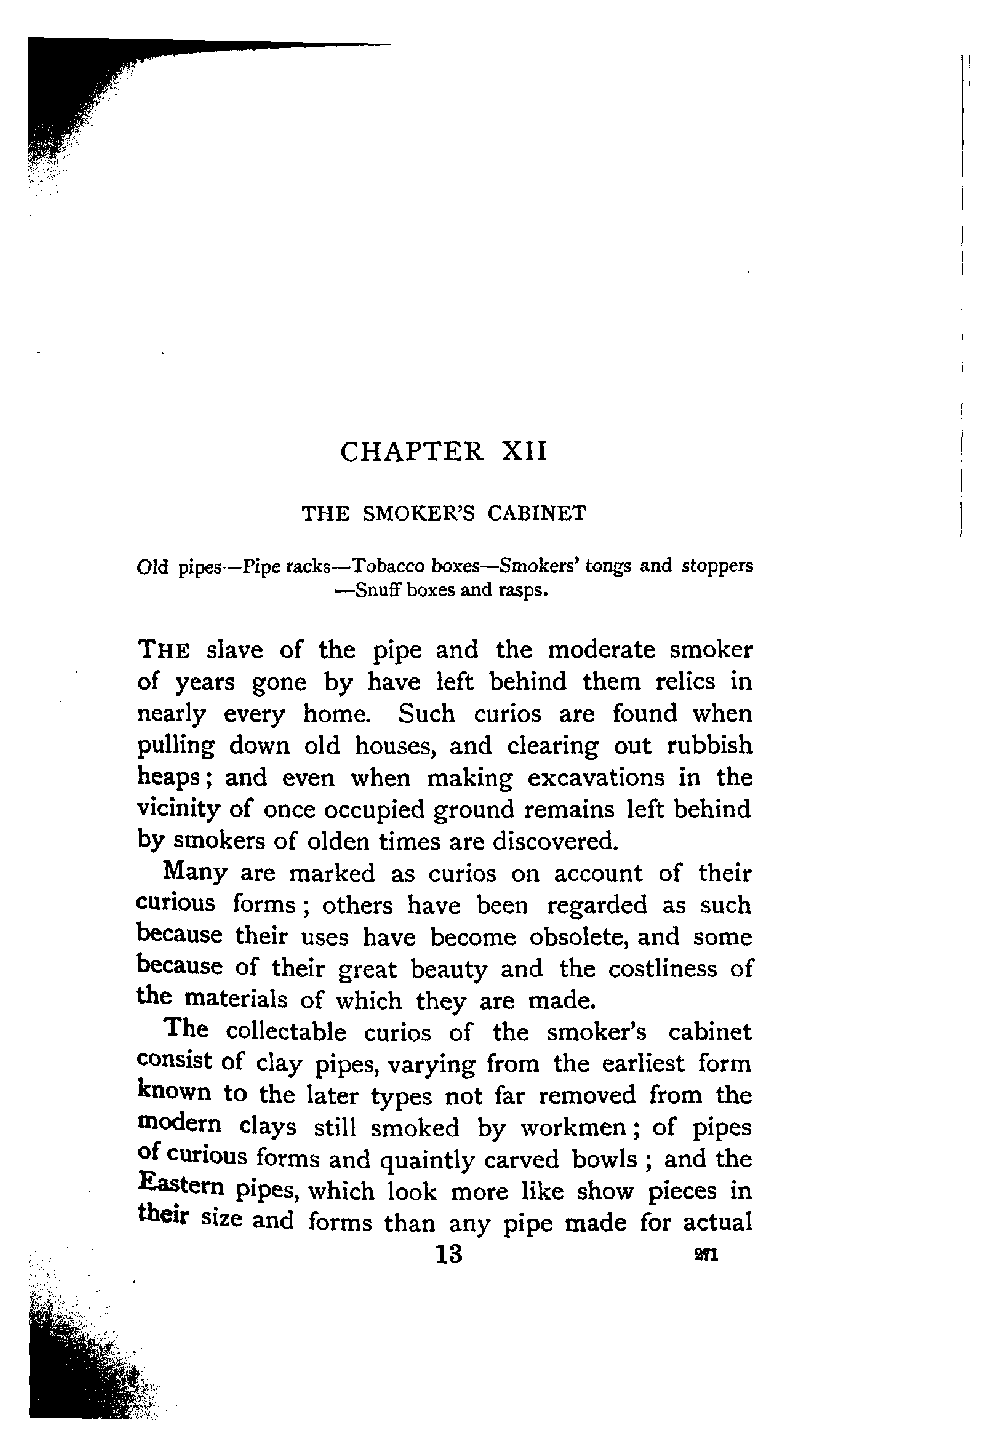 CHAPTER XII
THE SMOKER'S CABINET
Old pipes—Pipe racks—Tobacco boxes—Smokers' tongs and stoppers
—Snuff boxes and rasps.
THE slave of the pipe and the moderate smoker
of years gone by have left behind them relics in
nearly every home. Such curios are found when
pulling down old houses, and clearing out rubbish
heaps; and even when making excavations in the
vicinity of once occupied ground remains left behind
by smokers of olden times are discovered.
Many are marked as curios on account of their
curious forms; others have been regarded as such
because their uses have become obsolete, and some
because of their great beauty and the costliness of
the materials of which they are made.
The collectable curios of the smoker's cabinet
consist of clay pipes, varying from the earliest form
known to the later types not far removed from the
modern clays still smoked by workmen; of pipes
of curious forms and quaintly carved bowls; and the
Eastern pipes, which look more like show pieces in
their size and forms than any pipe made for actual
13 271